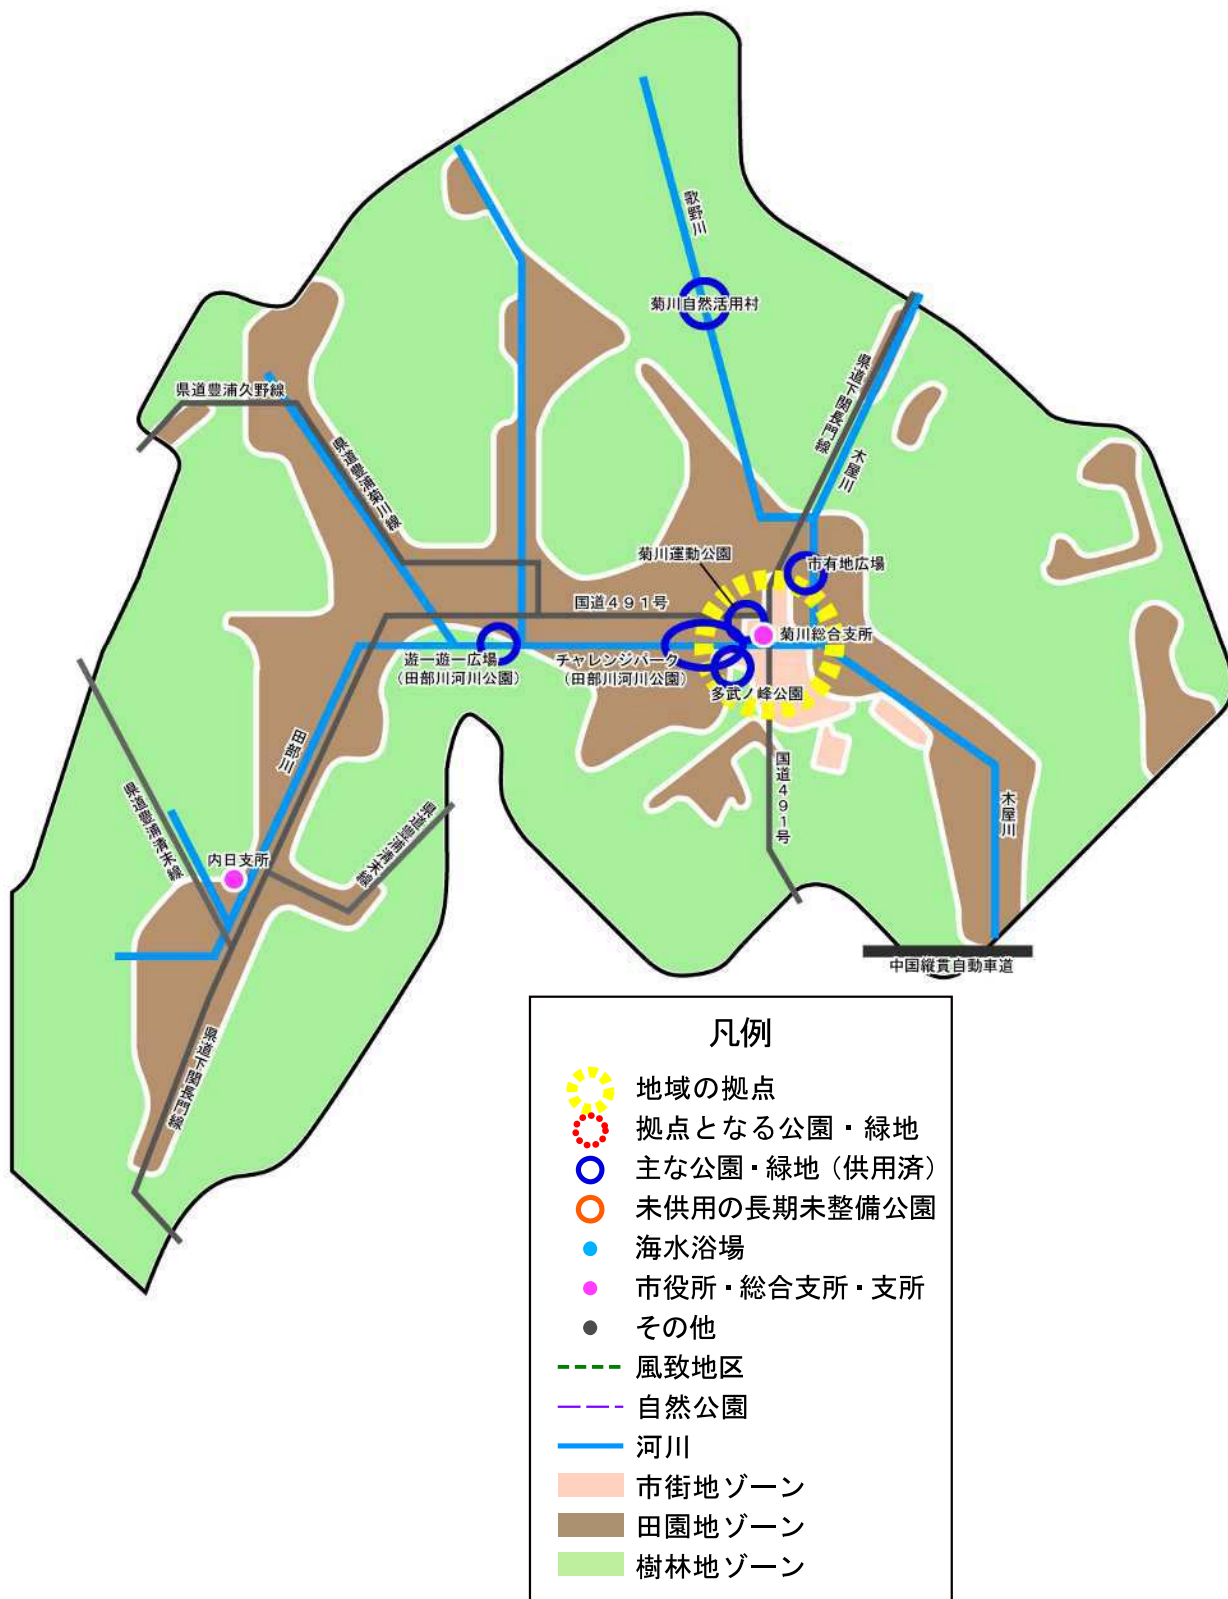 歌野川
菊川自然活用村
県道下関長門線
県道豊浦久野線
県道豊浦菊川線
木屋川
菊川運動公園
市有地広場
国道491号
菊川総合支所
遊一遊一広場
（田部川河川公園）
チャレンジパーク
（田部川河川公園）
多武ノ峰公園
田部川
国道491号
県道豊浦清末線
県道豊浦清末線
木屋川
内日支所
中国縦貫自動車道
県道下関長門線
凡例
地域の拠点
拠点となる公園・緑地
主な公園・緑地（供用済）
未供用の長期未整備公園
海水浴場
市役所・総合支所・支所
その他
風致地区
自然公園
河川
市街地ゾーン
田園地ゾーン
樹林地ゾーン